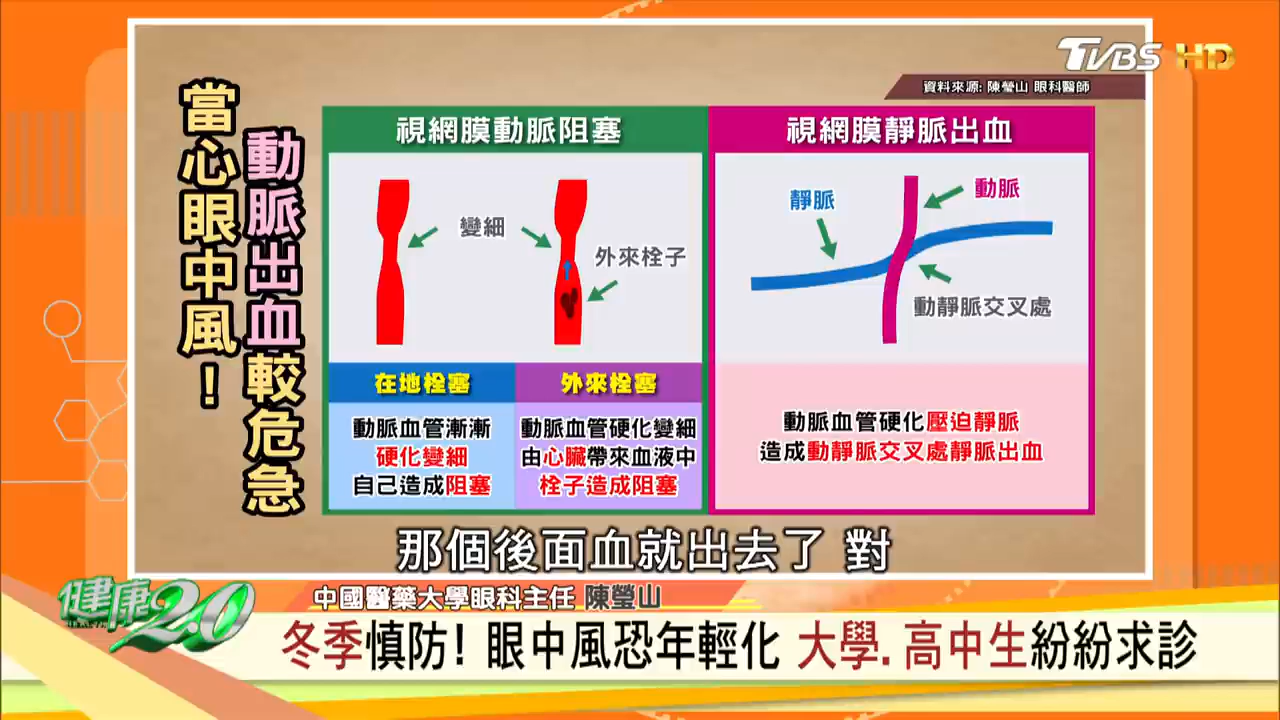 TVBS HD
資料來源: 陳瑩山 眼科醫師
當心眼中風!
動脈出血較危急
視網膜動脈阻塞
變細
外來栓子
在地栓塞
動脈血管漸漸
硬化變細
自己造成阻塞
外來栓塞
動脈血管硬化變細
由心臟帶來血液中
栓子造成阻塞
視網膜靜脈出血
靜脈
動脈
動靜脈交叉處
動脈血管硬化壓迫靜脈
造成動靜脈交叉處靜脈出血
那個後面血就出去了 對
健康2.0
中國醫藥大學眼科主任 陳瑩山
冬季慎防! 眼中風恐年輕化 大學.高中生紛紛求診